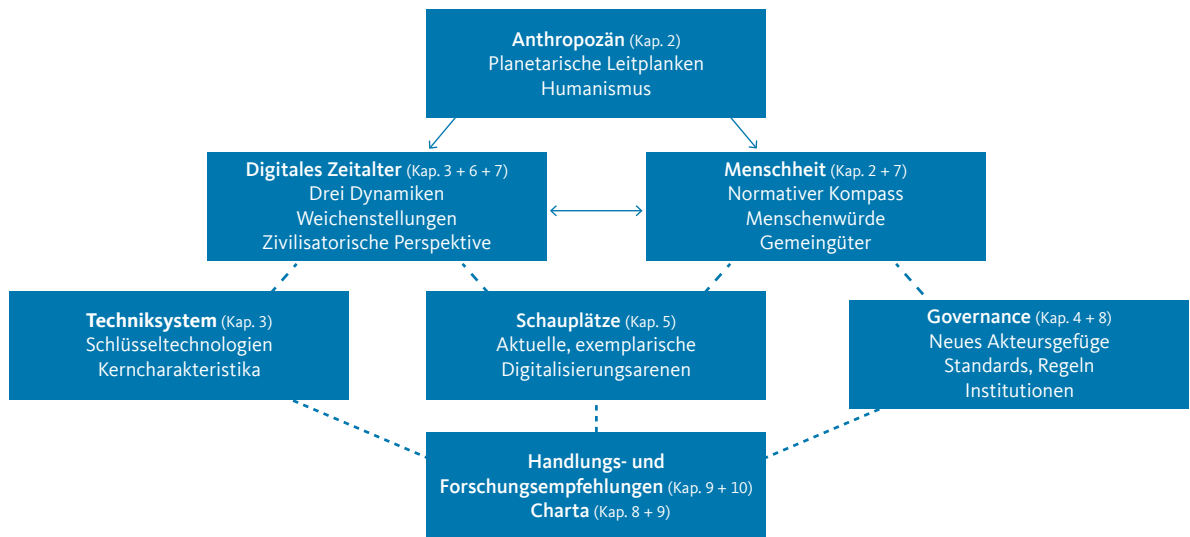 Anthropozän (Kap. 2)
Planetarische Leitplanken
Humanismus
Digitales Zeitalter (Kap. 3 + 6 + 7)
Drei Dynamiken
Weichenstellungen
Zivilisatorische Perspektive
Menschheit (Kap. 2 + 7)
Normativer Kompass
Menschenwürde
Gemeingüter
Techniksystem (Kap. 3)
Schlüsseltechnologien
Kerncharakteristika
Schauplätze (Kap. 5)
Aktuelle, exemplarische
Digitalisierungsarenen
Governance (Kap. 4 + 8)
Neues Akteursgefüge
Standards, Regeln
Institutionen
Handlungs- und
Forschungsempfehlungen (Kap. 9 + 10)
Charta (Kap. 8 + 9)